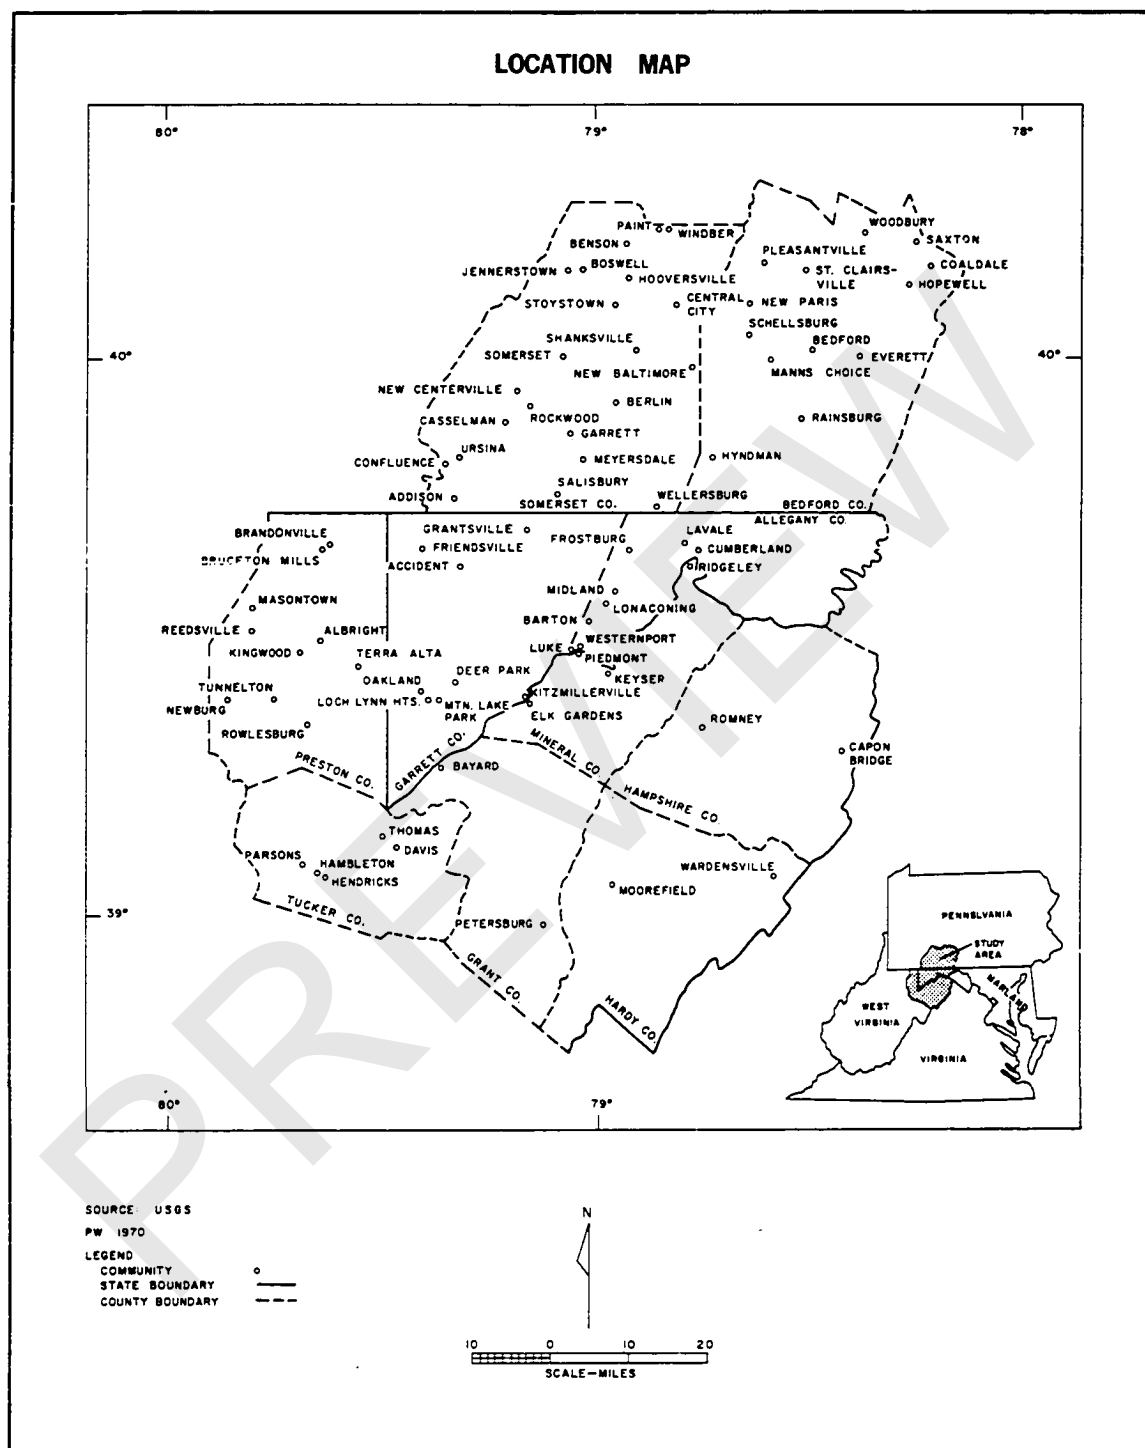 LOCATION MAP
80°
79°
78°
WOODBURY
PAINT
WINDBER
SAXTON
BENSON
PLEASANTVILLE
JENNERSTOWN
BOSWELL
ST. CLAIRS-
VILLE
COALDALE
HOOVERSVILLE
HOPEWELL
STOYSTOWN
CENTRAL
CITY
NEW PARIS
SCHELLSBURG
SHANKSVILLE
BEDFORD
40°
SOMERSET
EVERETT
40°
NEW BALTIMORE
MANNS CHOICE
NEW CENTERVILLE
BERLIN
ROCKWOOD
RAINSBURG
CASSELMAN
GARRETT
URSINA
CONFLUENCE
MEYERSDALE
HYNDMAN
SALISBURY
ADDISON
SOMERSET CO.
WELLERSBURG
BEDFORD CO.
ALLEGANY CO.
BRANDONVILLE
GRANTSVILLE
LAVALE
FROSTBURG
BRUCETON MILLS
FRIENDSVILLE
CUMBERLAND
ACCIDENT
RIDGELEY
MIDLAND
MASONTOWN
LONACONING
BARTON
REEDSVILLE
ALBRIGHT
WESTERNPORT
KINGWOOD
LUKE
PIEDMONT
TERRA ALTA
DEER PARK
KEYSER
OAKLAND
TUNNELTON
KITZMILLERVILLE
LOCH LYNN HTS.
MTN. LAKE
PARK
NEWBURG
ELK GARDENS
ROMNEY
ROWLESBURG
CAPON
BRIDGE
PRESTON CO.
GARRETT CO.
BAYARD
MINERAL CO.
HAMPSHIRE CO.
THOMAS
DAVIS
PARSONS
HAMBLETON
WARDENSVILLE
HENDRICKS
MOOREFIELD
TUCKER CO.
39°
PETERSBURG
GRANT CO.
HARDY CO.
PENNSLVANIA
STUDY
AREA
MARLAND
WEST
VIRGINIA
VIRGINIA
80°
79°
PREVIEW
SOURCE: USGS
PW 1970
LEGEND
COMMUNITY
STATE BOUNDARY
COUNTY BOUNDARY
N
10 0 10 20
SCALE—MILES